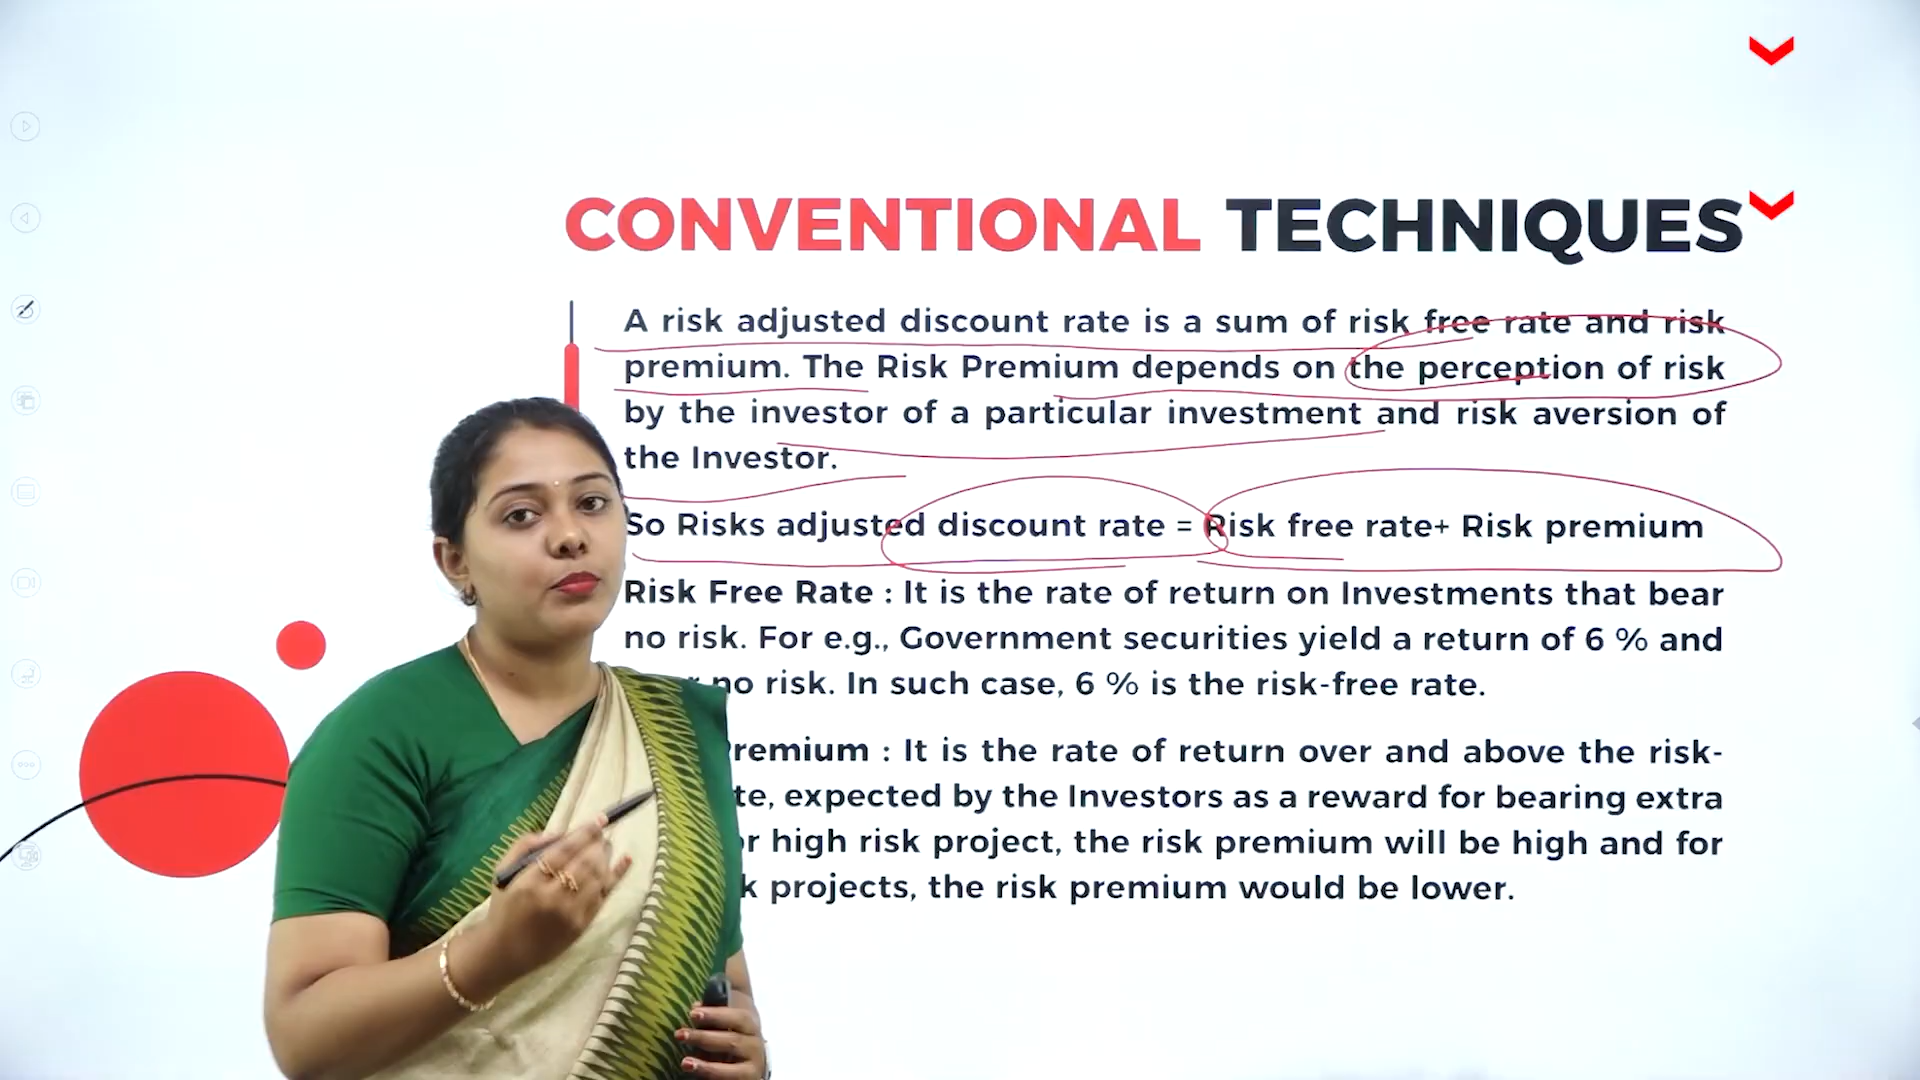 CONVENTIONAL TECHNIQUES
A risk adjusted discount rate is a sum of risk free rate and risk
premium. The Risk Premium depends on the perception of risk
by the investor of a particular investment and risk aversion of
the Investor.
So Risks adjusted discount rate = Risk free rate+ Risk premium
Risk Free Rate : It is the rate of return on Investments that bear
no risk. For e.g., Government securities yield a return of 6 % and
no risk. In such case, 6 % is the risk-free rate.
Premium : It is the rate of return over and above the risk-
expected by the Investors as a reward for bearing extra
high risk project, the risk premium will be high and for
projects, the risk premium would be lower.